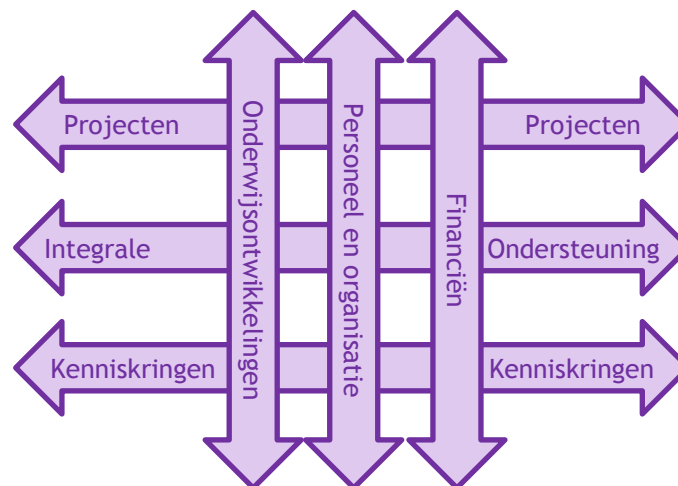 Projecten
Projecten
Integrale
Ondersteuning
Kenniskringen
Kenniskringen
Onderwijsontwikkelingen
Personeel en organisatie
Financiën